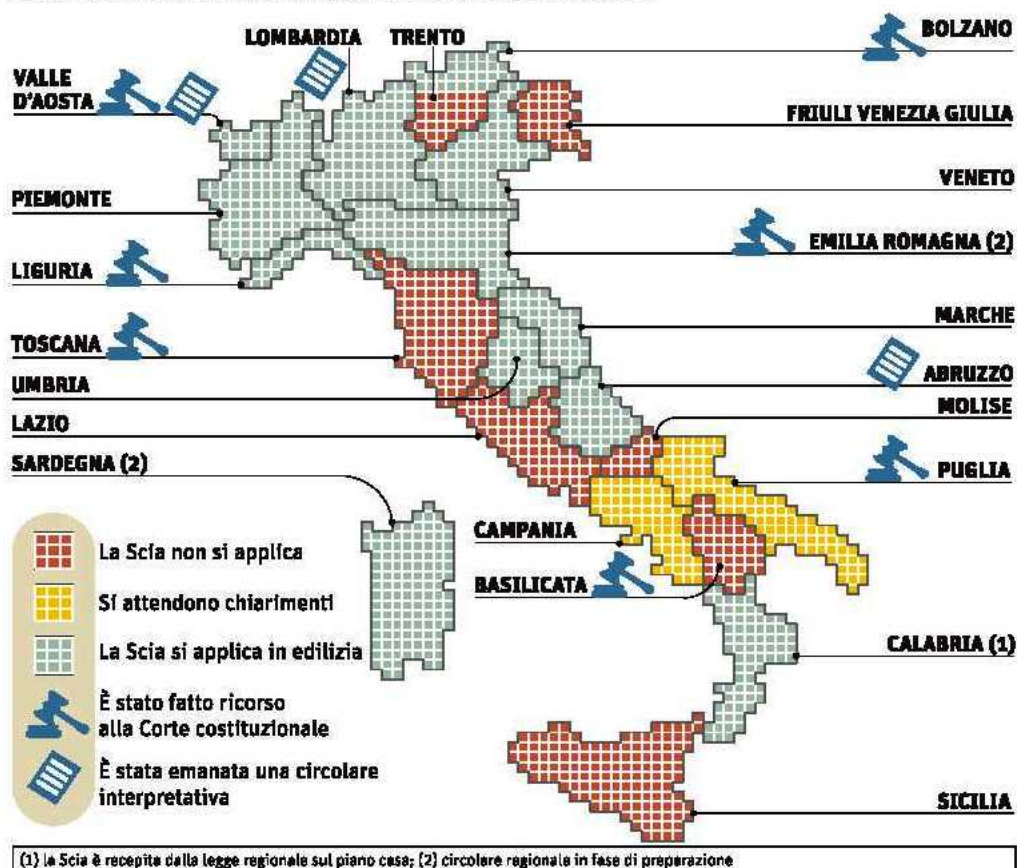 LOMBARDIA
TRENTO
BOLZANO
VALLE
D'AOSTA
FRIULI VENEZIA GIULIA
VENETO
PIEMONTE
EMILIA ROMAGNA (2)
LIGURIA
MARCHE
TOSCANA
ABRUZZO
UMBRIA
MOLISE
LAZIO
SARDEGNA (2)
PUGLIA
CAMPANIA
BASILICATA
CALABRIA (1)
SICILIA
La Scia non si applica
Si attendono chiarimenti
La Scia si applica in edilizia
È stato fatto ricorso
alla Corte costituzionale
È stata emanata una circolare
interpretativa
(1) la Scia è recepita dalla legge regionale sul piano casa; (2) circolare regionale in fase di preparazione